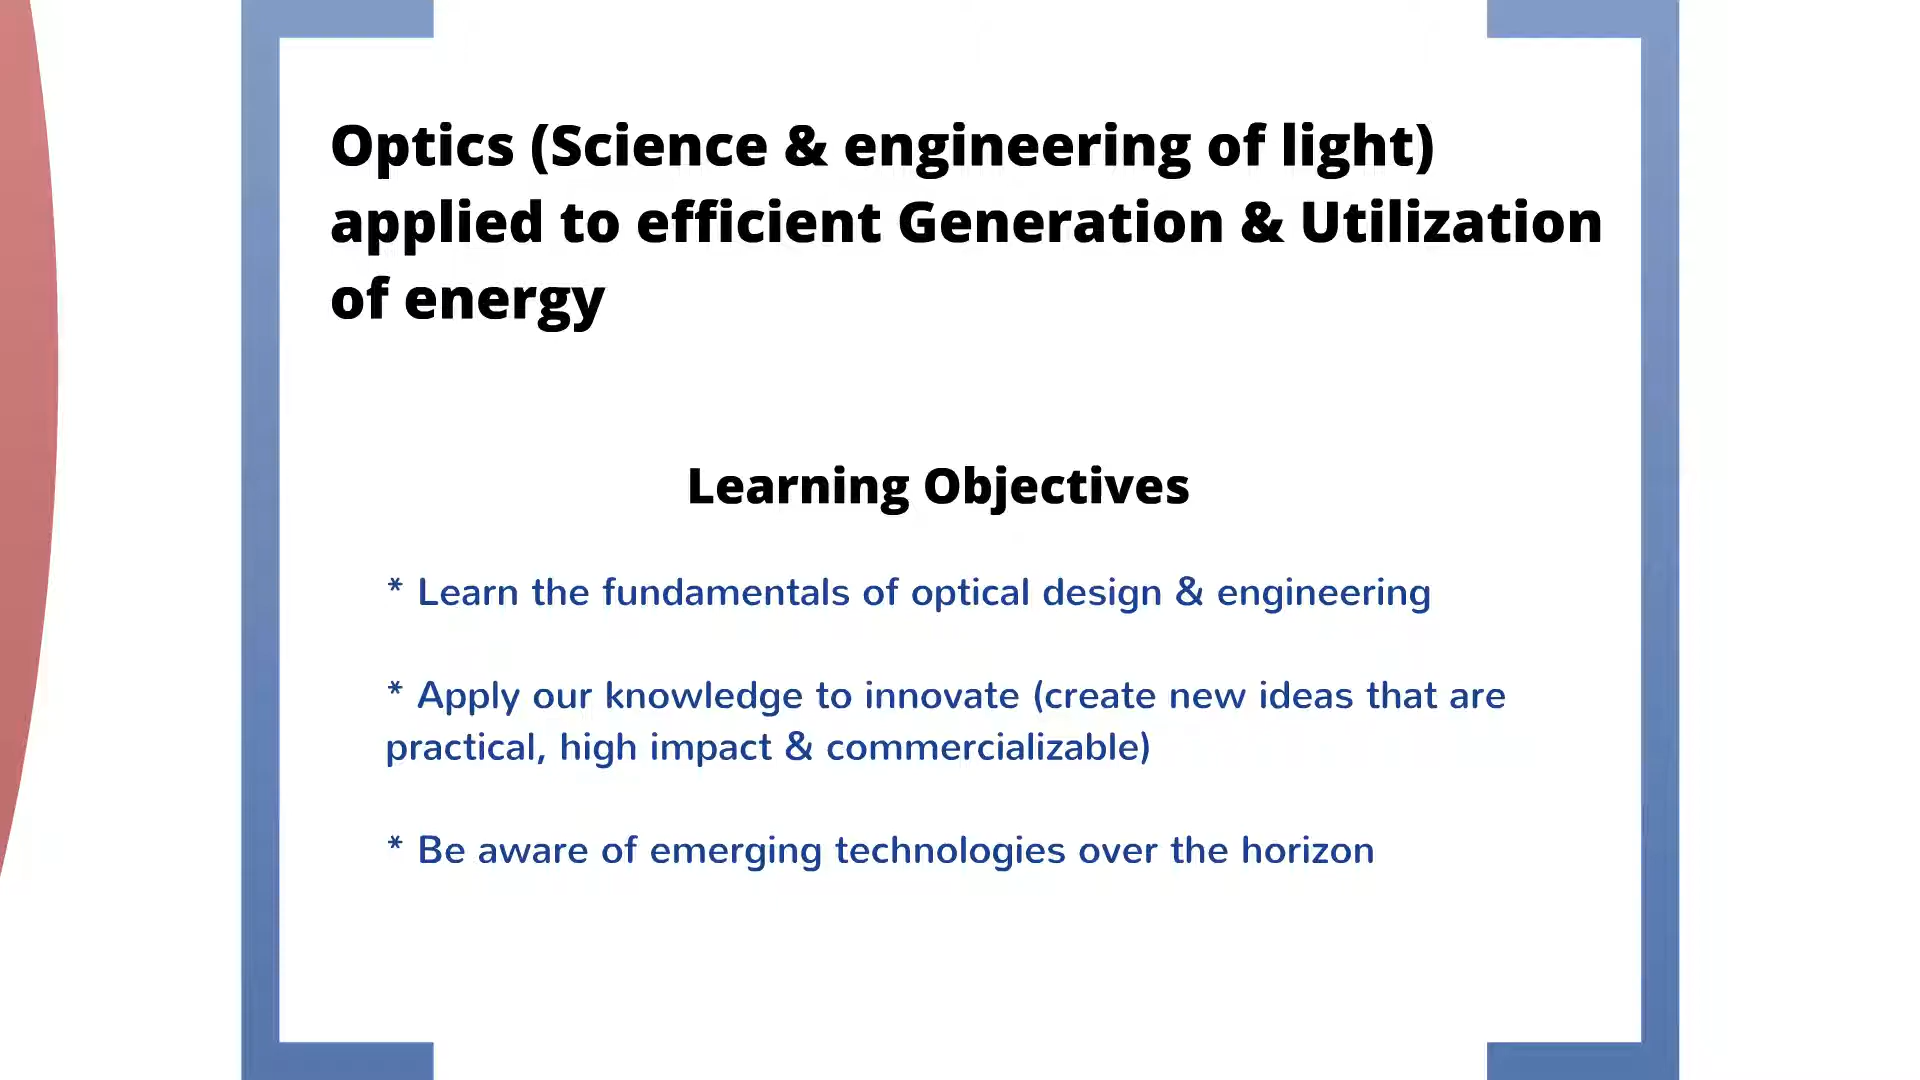 Optics (Science & engineering of light)
applied to efficient Generation & Utilization
of energy
Learning Objectives
* Learn the fundamentals of optical design & engineering
* Apply our knowledge to innovate (create new ideas that are
practical, high impact & commercializable)
* Be aware of emerging technologies over the horizon